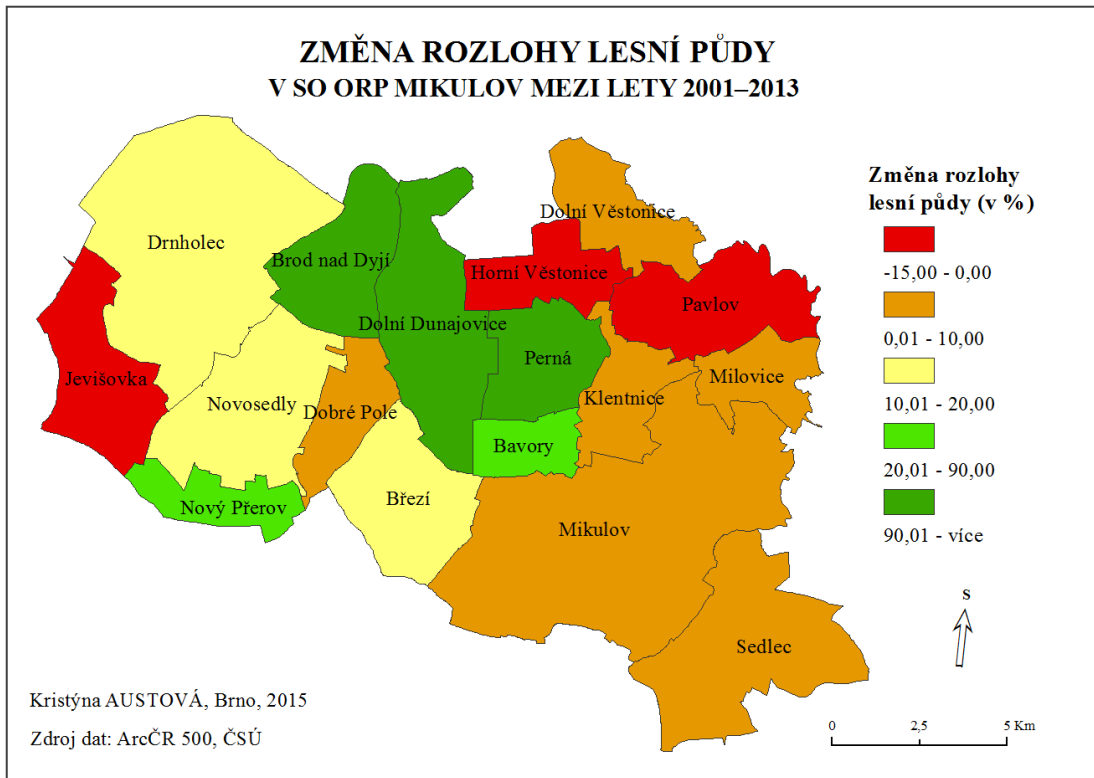 ZMĚNA ROZLOHY LESNÍ PŮDY
V SO ORP MIKULOV MEZI LETY 2001–2013
Změna rozlohy
lesní půdy (v %)
-15,00 - 0,00
0,01 - 10,00
10,01 - 20,00
20,01 - 90,00
90,01 - více
Dolní Věstonice
Drnholec
Brod nad Dyjí
Horní Věstonice
Pavlov
Dolní Dunajovice
Perná
Jevišovka
Milovice
Novosedly
Dobré Pole
Klentnice
Bavory
Nový Přerov
Březí
Mikulov
Sedlec
s
Kristýna AUSTOVÁ, Brno, 2015
Zdroj dat: ArcČR 500, ČSÚ
0 2,5 5 Km